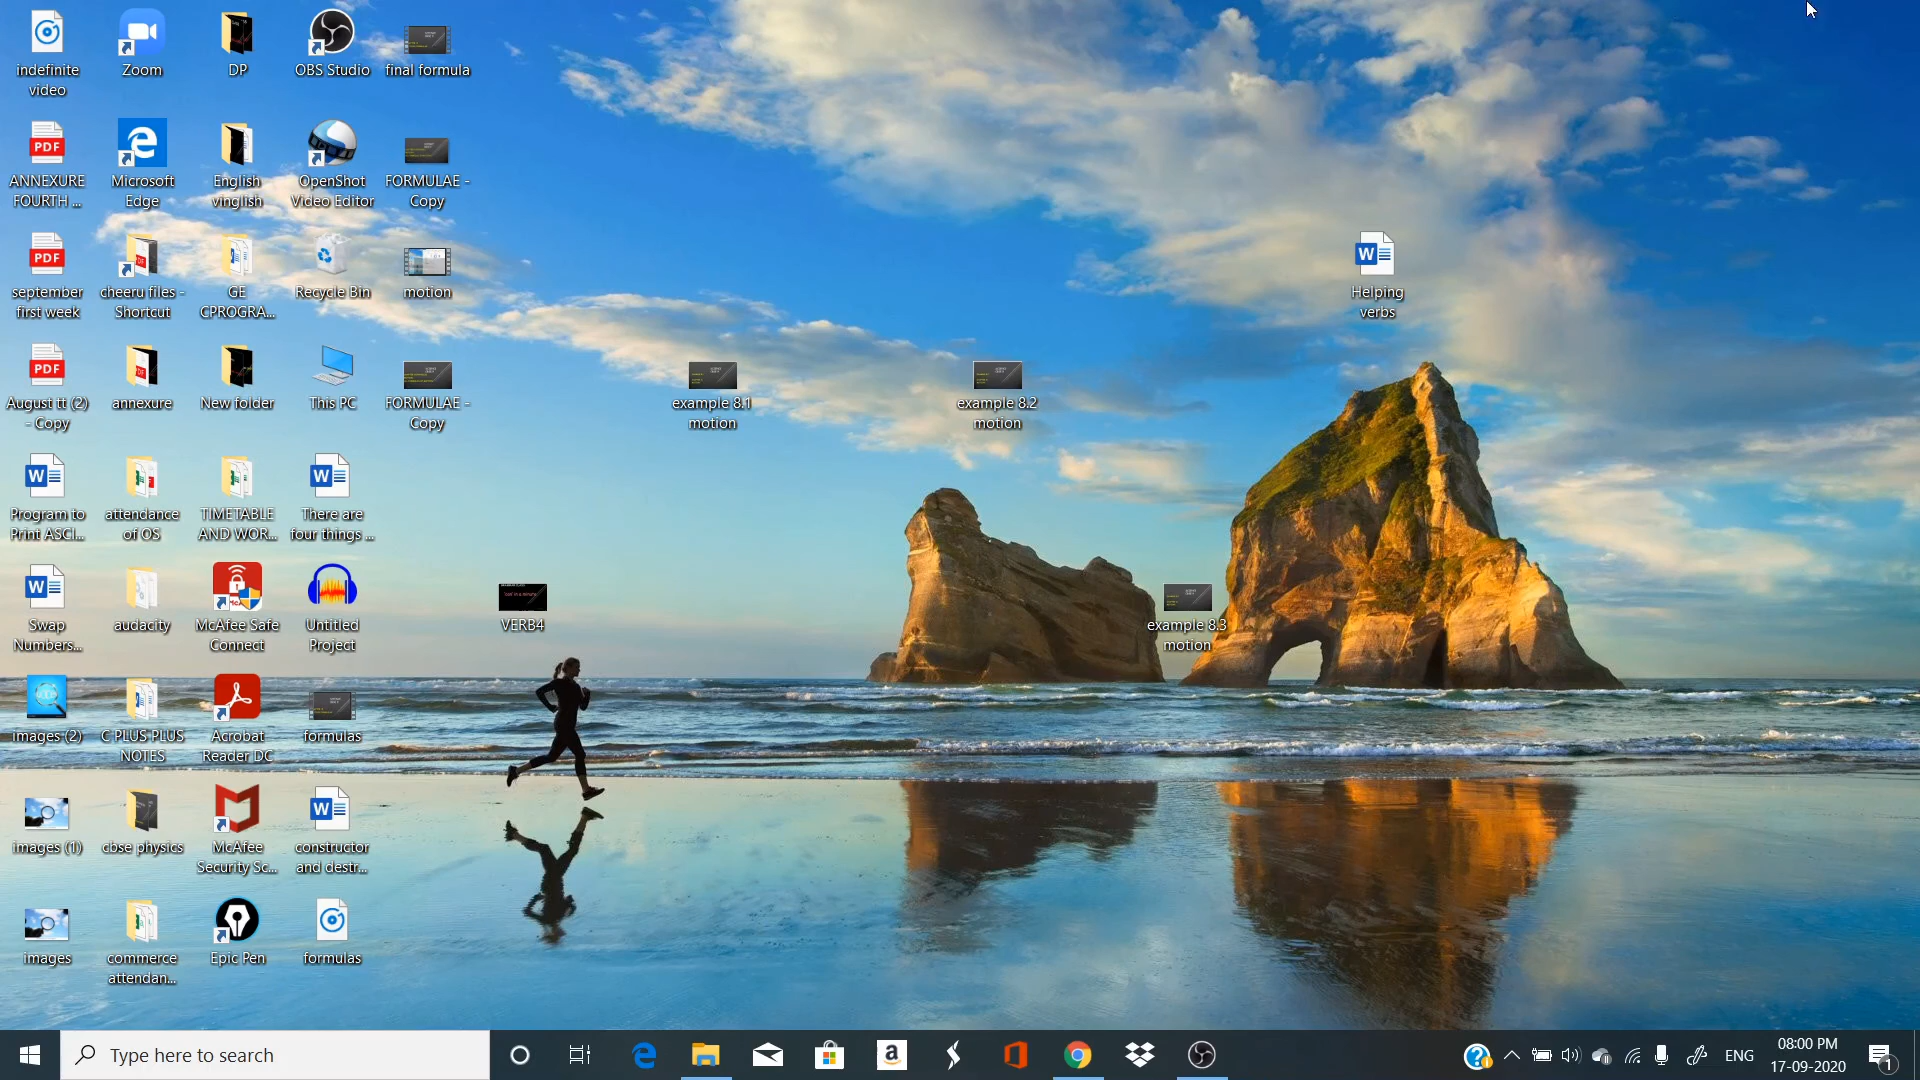 indefinite
video
Zoom
DP
OBS Studio
final formula
ANNEXURE
FOURTH ...
Microsoft
Edge
English
vinglish
OpenShot
Video Editor
FORMULAE -
Copy
september
first week
cheeru files -
Shortcut
GE
CPROGRA...
Recycle Bin
motion
Helping
verbs
August tt (2)
- Copy
annexure
New folder
This PC
FORMULAE -
Copy
example 8.1
motion
example 8.2
motion
Program to
Print ASCI...
attendance
of OS
TIMETABLE
AND WOR...
There are
four things ...
Swap
Numbers...
audacity
McAfee Safe
Connect
Untitled
Project
VERB4
example 8.3
motion
images (2)
C PLUS PLUS
NOTES
Acrobat
Reader DC
formulas
images (1)
cbse physics
McAfee
Security Sc...
constructor
and destr...
images
commerce
attendan...
Epic Pen
formulas
Type here to search
ENG
08:00 PM
17-09-2020
1